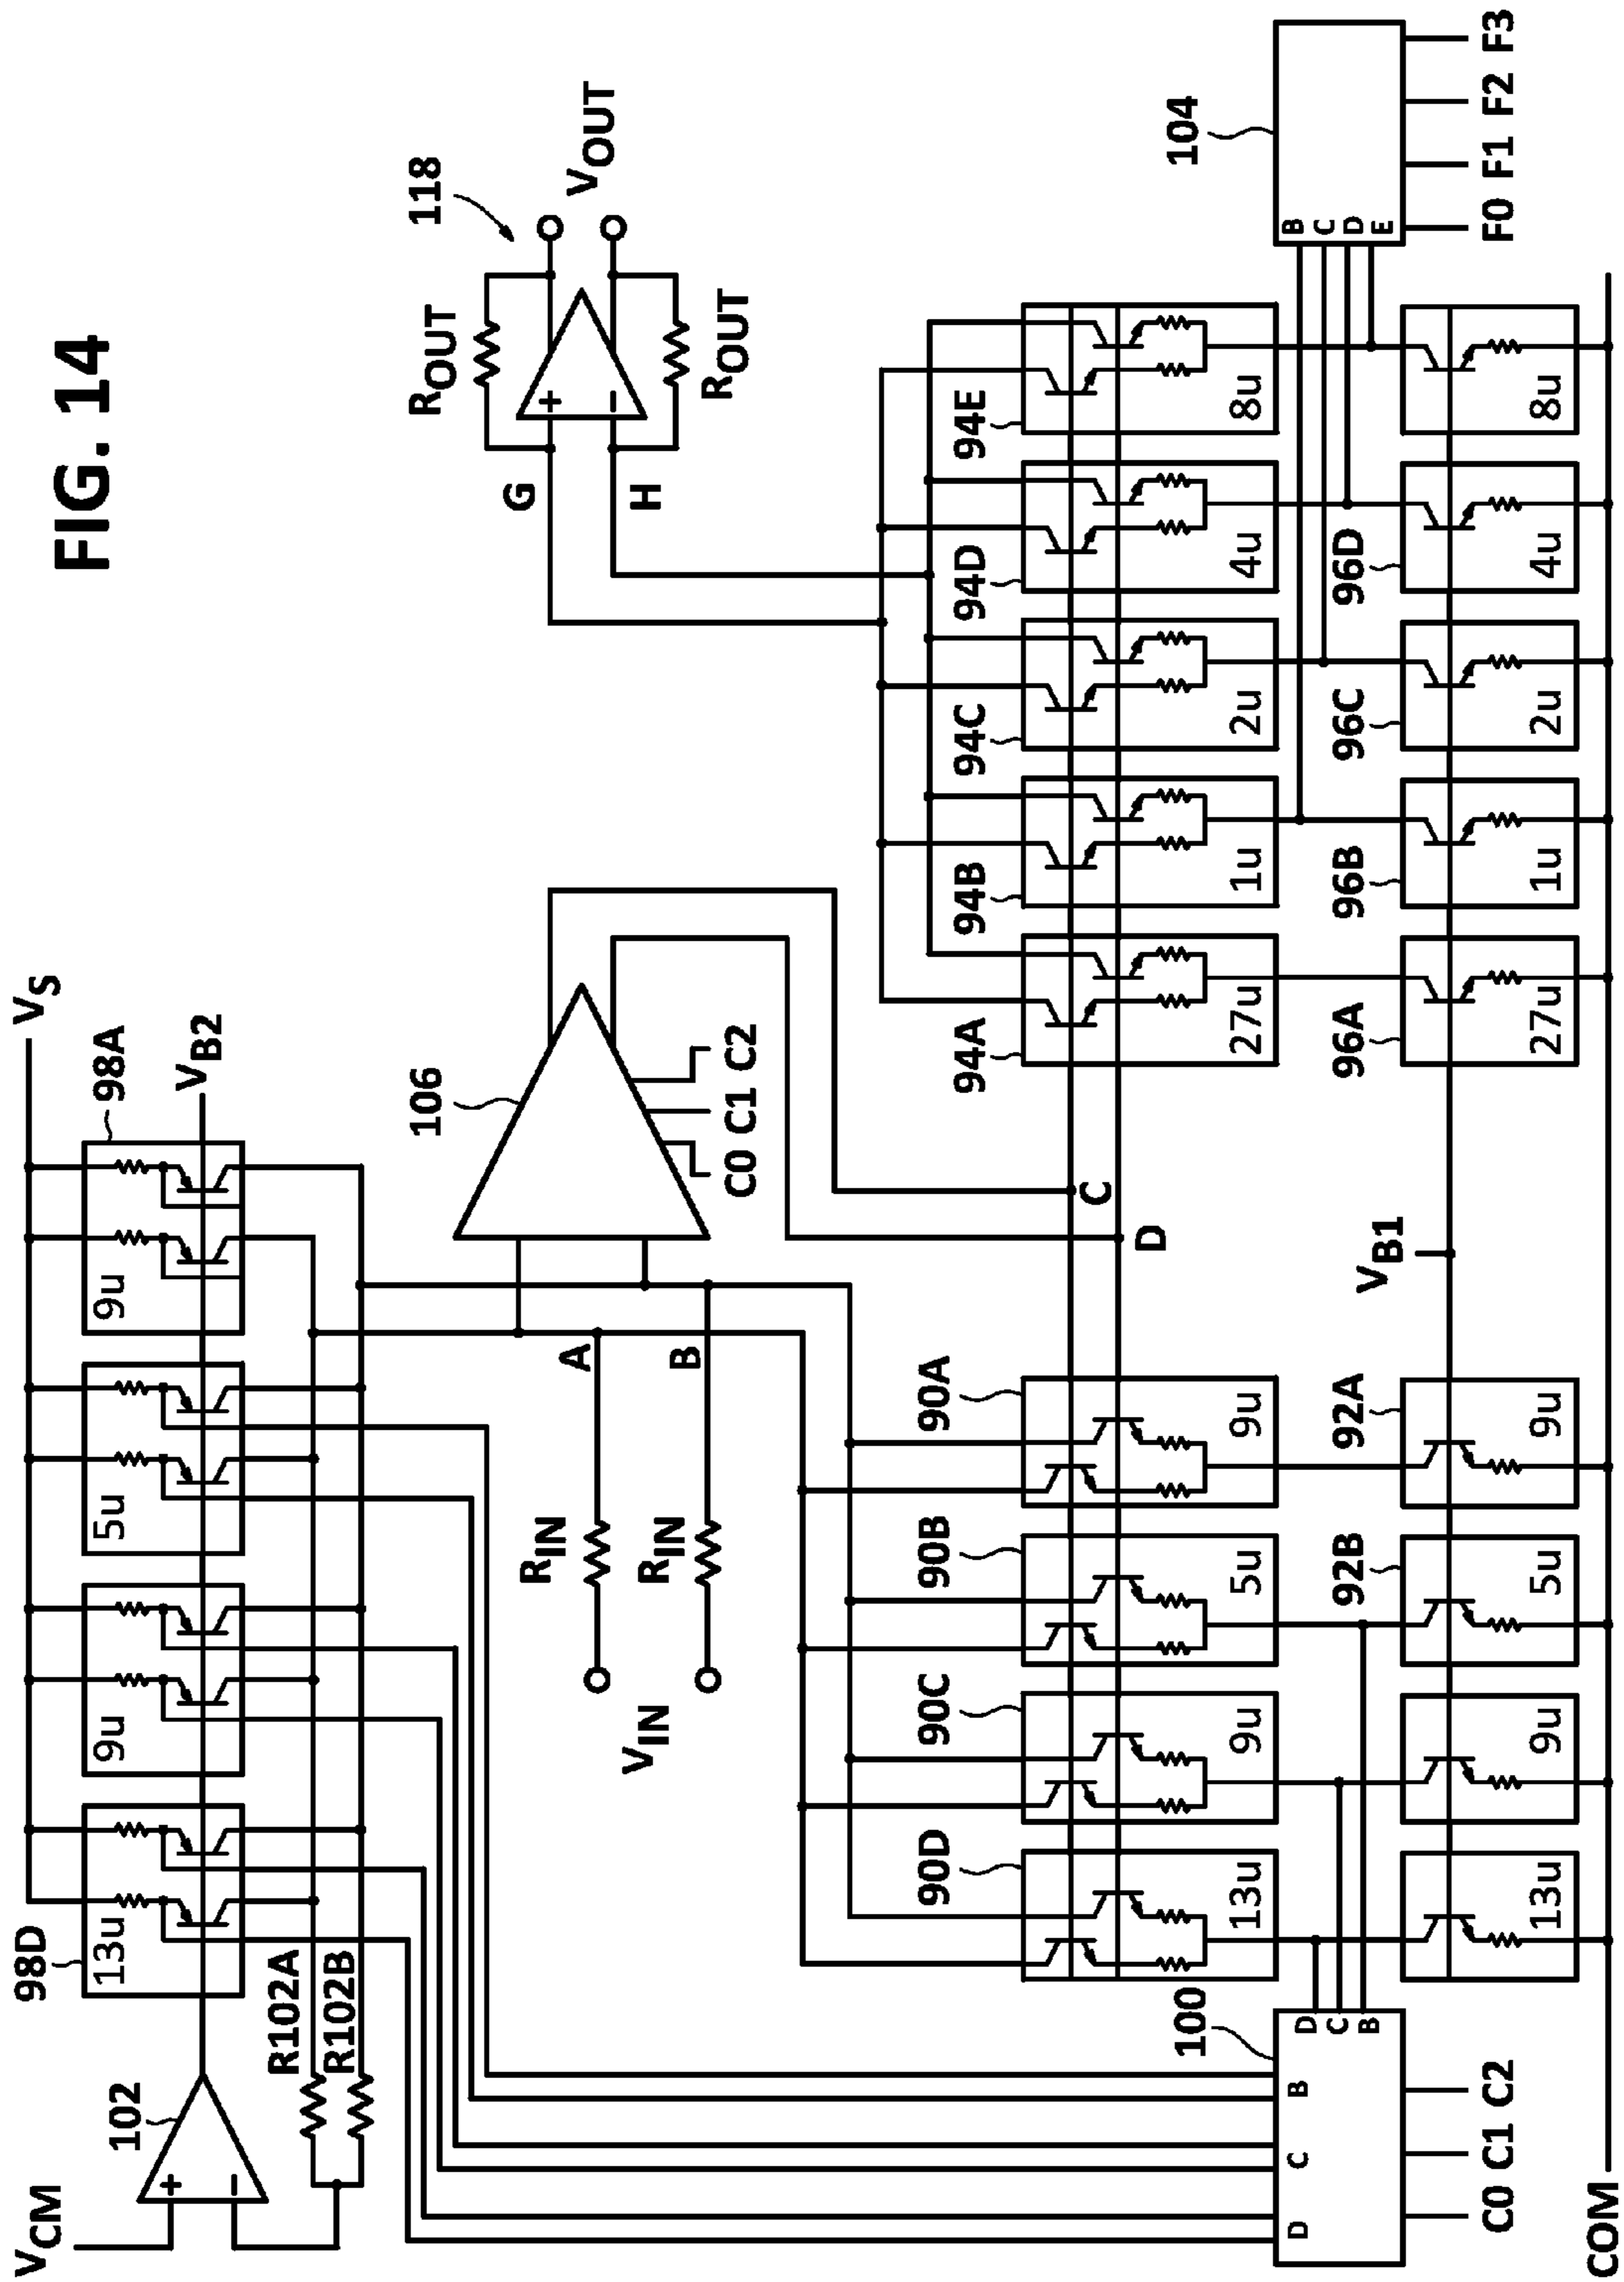 FIG. 14
VS
98A
VB2
9u
5u
9u
13u
98D
102
VCM
R102A
R102B
106
C0 C1 C2
A
B
RIN
RIN
VIN
118
ROUT
VOUT
G
H
ROUT
+
−
+
−
C
D
94A
94B
94C
94D
94E
27u
1u
2u
4u
8u
90D
90C
90B
90A
13u
9u
5u
9u
VB1
92B
92A
13u
9u
5u
9u
96A
96B
96C
96D
27u
1u
2u
4u
8u
100
D
C
B
D
C
B
C0 C1 C2
104
B
C
D
E
F0 F1 F2 F3
COM